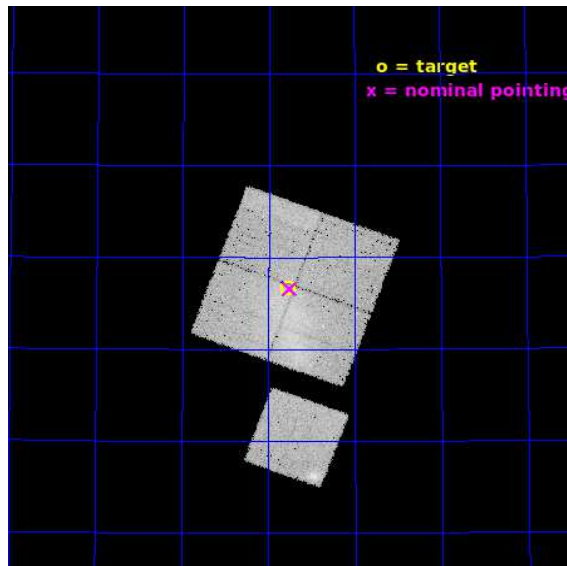 o = target
x = nominal pointing